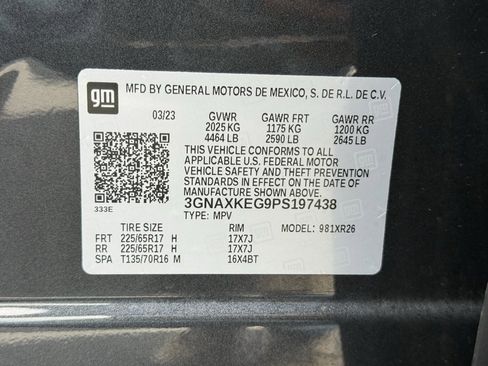 gm
MFD BY GENERAL MOTORS DE MEXICO, S. DE R.L. DE C.V.
03/23 GVWR GAWR FRT GAWR RR
2025 KG 1175 KG 1200 KG
4464 LB 2590 LB 2645 LB
THIS VEHICLE CONFORMS TO ALL
APPLICABLE U.S. FEDERAL MOTOR
VEHICLE SAFETY AND THEFT PREVENTION
STANDARDS IN EFFECT ON THE DATE OF
MANUFACTURE SHOWN ABOVE.
333E
3GNAXKEG9PS197438
TYPE: MPV
TIRE SIZE RIM MODEL: 981XR26
FRT 225/65R17 H 17X7J
RR 225/65R17 H 17X7J
SPA T135/70R16 M 16X4BT